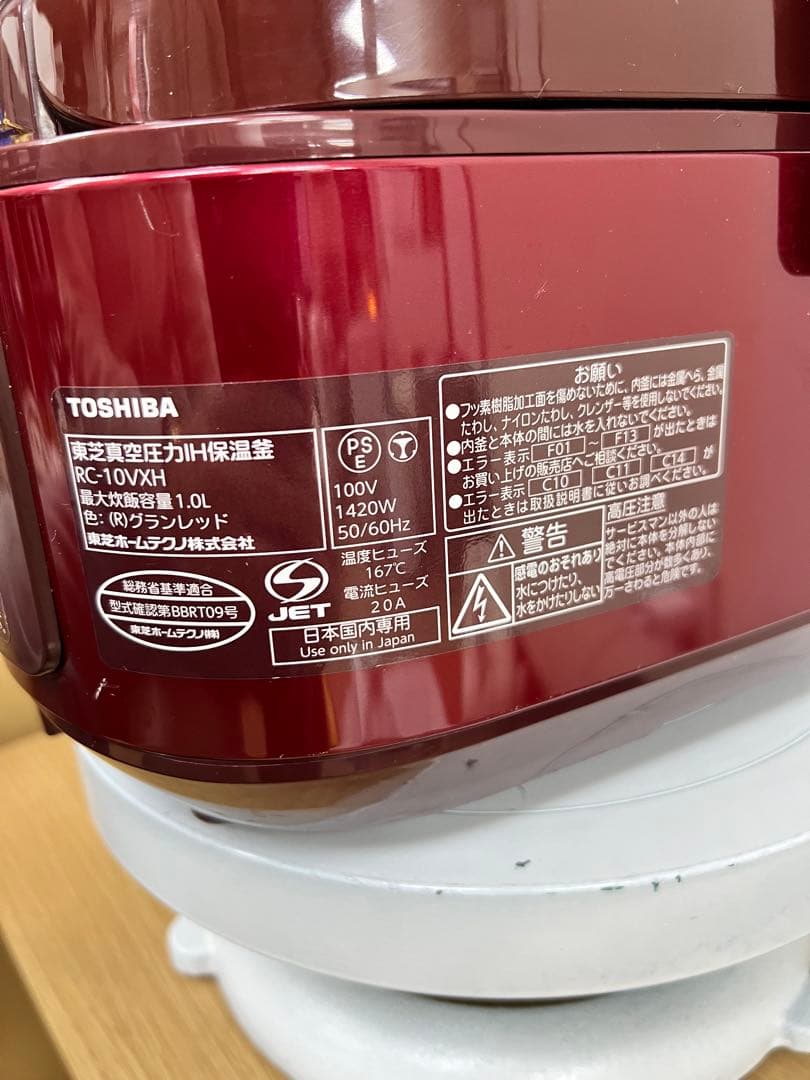 TOSHIBA
東芝真空圧力IH保温釜
RC-10VXH
最大炊飯容量1.0L
色:(R)グランレッド
東芝ホームテクノ株式会社
PS
E
100V
1420W
50/60Hz
総務省基準適合
型式確認第BBRT09号
東芝ホームテクノ(株)
S
JET
温度ヒューズ
167℃
電流ヒューズ
20A
日本国内専用
Use only in Japan
お願い
●フッ素樹脂加工面を傷めないために、内釜には金属へら、金属
たわし、ナイロンたわし、クレンザー等を使用しないでください。
●内釜と本体の間には水を入れないでください。
●エラー表示 F01 ~ F13 が出たときは
お買い上げの販売店へご相談ください。
●エラー表示 C10 C11 C14 が
出たときは取扱説明書に従いお調べください。
警告
感電のおそれあり
水につけたり、
水をかけたりしない
高圧注意
サービスマン以外の人は
絶対に本体を分解しない
でください。本体内部に
高電圧部分が数多くあり、
万一さわると危険です。